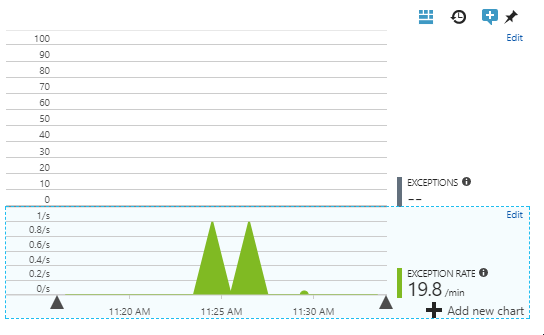 Edit
100
90
80
70
60
50
40
30
20
10
0
EXCEPTIONS
--
Edit
1/s
0.8/s
0.6/s
0.4/s
0.2/s
0/s
EXCEPTION RATE
19.8 /min
11:20 AM 11:25 AM 11:30 AM
Add new chart